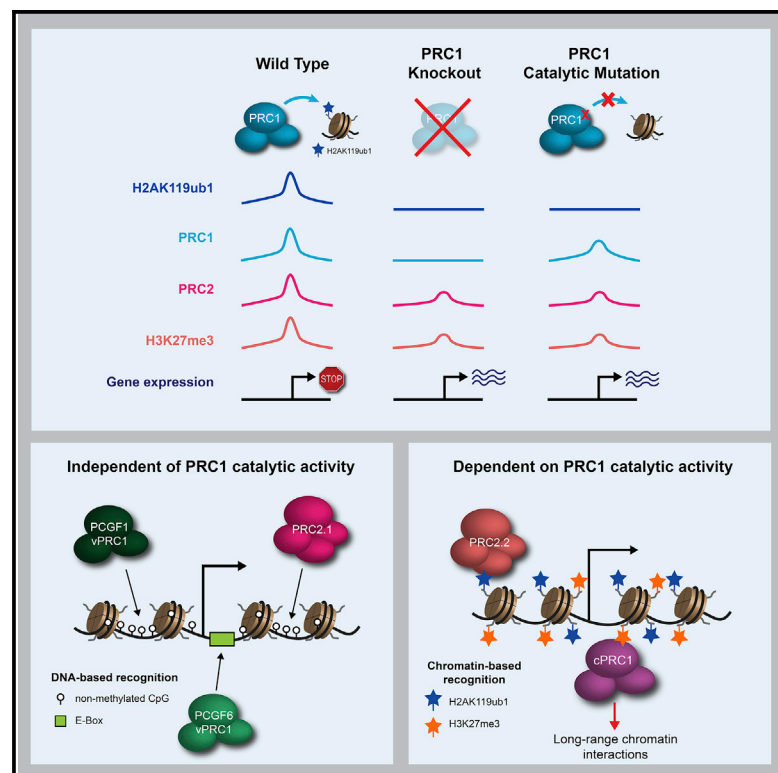 Wild Type
PRC1
Knockout
PRC1
Catalytic Mutation
PRC1
H2AK119ub1
PRC1
PRC1
H2AK119ub1
PRC1
PRC2
H3K27me3
Gene expression
STOP
Independent of PRC1 catalytic activity
PCGF1
vPRC1
PRC2.1
DNA-based recognition
non-methylated CpG
E-Box
PCGF6
vPRC1
Dependent on PRC1 catalytic activity
PRC2.2
cPRC1
Chromatin-based
recognition
H2AK119ub1
H3K27me3
Long-range chromatin
interactions